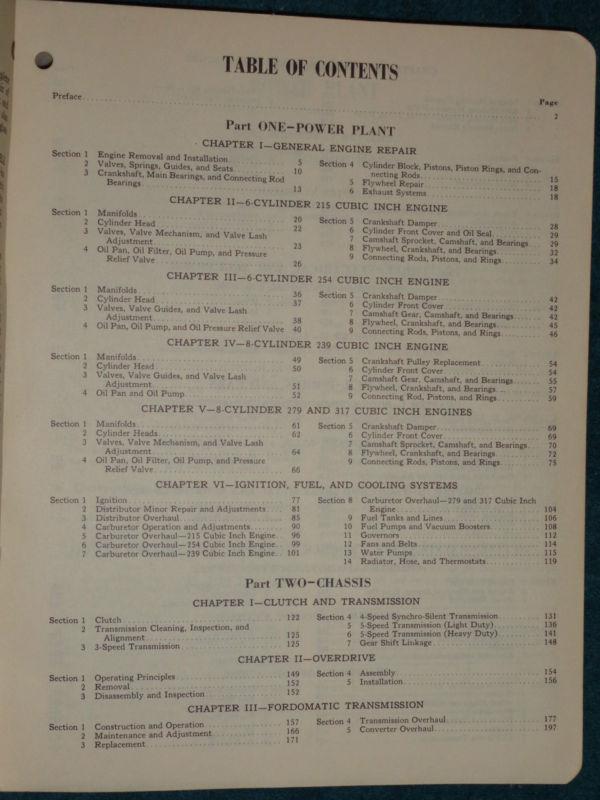 TABLE OF CONTENTS
Page
Preface 2
Part ONE—POWER PLANT
CHAPTER I—GENERAL ENGINE REPAIR
Section 1 Engine Removal and Installation 5
2 Valves, Springs, Guides, and Seats 10
3 Crankshaft, Main Bearings, and Connecting Rod
Bearings 13
Section 4 Cylinder Block, Pistons, Piston Rings, and Con-
necting Rods 15
5 Flywheel Repair 18
6 Exhaust Systems 18
CHAPTER II—6-CYLINDER 215 CUBIC INCH ENGINE
Section 1 Manifolds 20
2 Cylinder Head 22
3 Valves, Valve Mechanism, and Valve Lash
Adjustment 23
4 Oil Pan, Oil Filter, Oil Pump, and Pressure
Relief Valve 26
Section 5 Crankshaft Damper 28
6 Cylinder Front Cover and Oil Seal 29
7 Camshaft Sprocket, Camshaft, and Bearings 29
8 Flywheel, Crankshaft, and Bearings 32
9 Connecting Rods, Pistons, and Rings 34
CHAPTER III—6-CYLINDER 254 CUBIC INCH ENGINE
Section 1 Manifolds 36
2 Cylinder Head 37
3 Valves, Valve Guides, and Valve Lash
Adjustment 38
4 Oil Pan, Oil Pump, and Oil Pressure Relief Valve 40
Section 5 Crankshaft Damper 42
6 Cylinder Front Cover 42
7 Camshaft Gear, Camshaft, and Bearings 42
8 Flywheel, Crankshaft, and Bearings 45
9 Connecting Rods, Pistons, and Rings 46
CHAPTER IV—8-CYLINDER 239 CUBIC INCH ENGINE
Section 1 Manifolds 49
2 Cylinder Head 50
3 Valves, Valve Guides, and Valve Lash
Adjustment 51
4 Oil Pan and Oil Pump 52
Section 5 Crankshaft Pulley Replacement 54
6 Cylinder Front Cover 54
7 Camshaft Gear, Camshaft, and Bearings 55
8 Flywheel, Crankshaft, and Bearings 57
9 Connecting Rod, Pistons, and Rings 59
CHAPTER V—8-CYLINDER 279 AND 317 CUBIC INCH ENGINES
Section 1 Manifolds 61
2 Cylinder Heads 62
3 Valves, Valve Mechanism, and Valve Lash
Adjustment 64
4 Oil Pan, Oil Filter, Oil Pump, and Pressure
Relief Valve 66
Section 5 Crankshaft Damper 69
6 Cylinder Front Cover 69
7 Camshaft Sprocket, Camshaft, and Bearings 70
8 Flywheel, Crankshaft, and Bearings 72
9 Connecting Rods, Pistons, and Rings 75
CHAPTER VI—IGNITION, FUEL, AND COOLING SYSTEMS
Section 1 Ignition 77
2 Distributor Minor Repair and Adjustments 81
3 Distributor Overhaul 85
4 Carburetor Operation and Adjustments 90
5 Carburetor Overhaul—215 Cubic Inch Engine 96
6 Carburetor Overhaul—254 Cubic Inch Engine 99
7 Carburetor Overhaul—239 Cubic Inch Engine 101
Section 8 Carburetor Overhaul—279 and 317 Cubic Inch
Engine 104
9 Fuel Tanks and Lines 106
10 Fuel Pumps and Vacuum Boosters 108
11 Governors 112
12 Fans and Belts 114
13 Water Pumps 115
14 Radiator, Hose, and Thermostats 119
Part TWO—CHASSIS
CHAPTER I—CLUTCH AND TRANSMISSION
Section 1 Clutch 122
2 Transmission Cleaning, Inspection, and
Alignment 125
3 3-Speed Transmission 125
Section 4 4-Speed Synchro-Silent Transmission 131
5 5-Speed Transmission (Light Duty) 136
6 5-Speed Transmission (Heavy Duty) 141
7 Gear Shift Linkage 148
CHAPTER II—OVERDRIVE
Section 1 Operating Principles 149
2 Removal 152
3 Disassembly and Inspection 152
Section 4 Assembly 154
5 Installation 156
CHAPTER III—FORDOMATIC TRANSMISSION
Section 1 Construction and Operation 157
2 Maintenance and Adjustment 166
3 Replacement 171
Section 4 Transmission Overhaul 177
5 Converter Overhaul 197